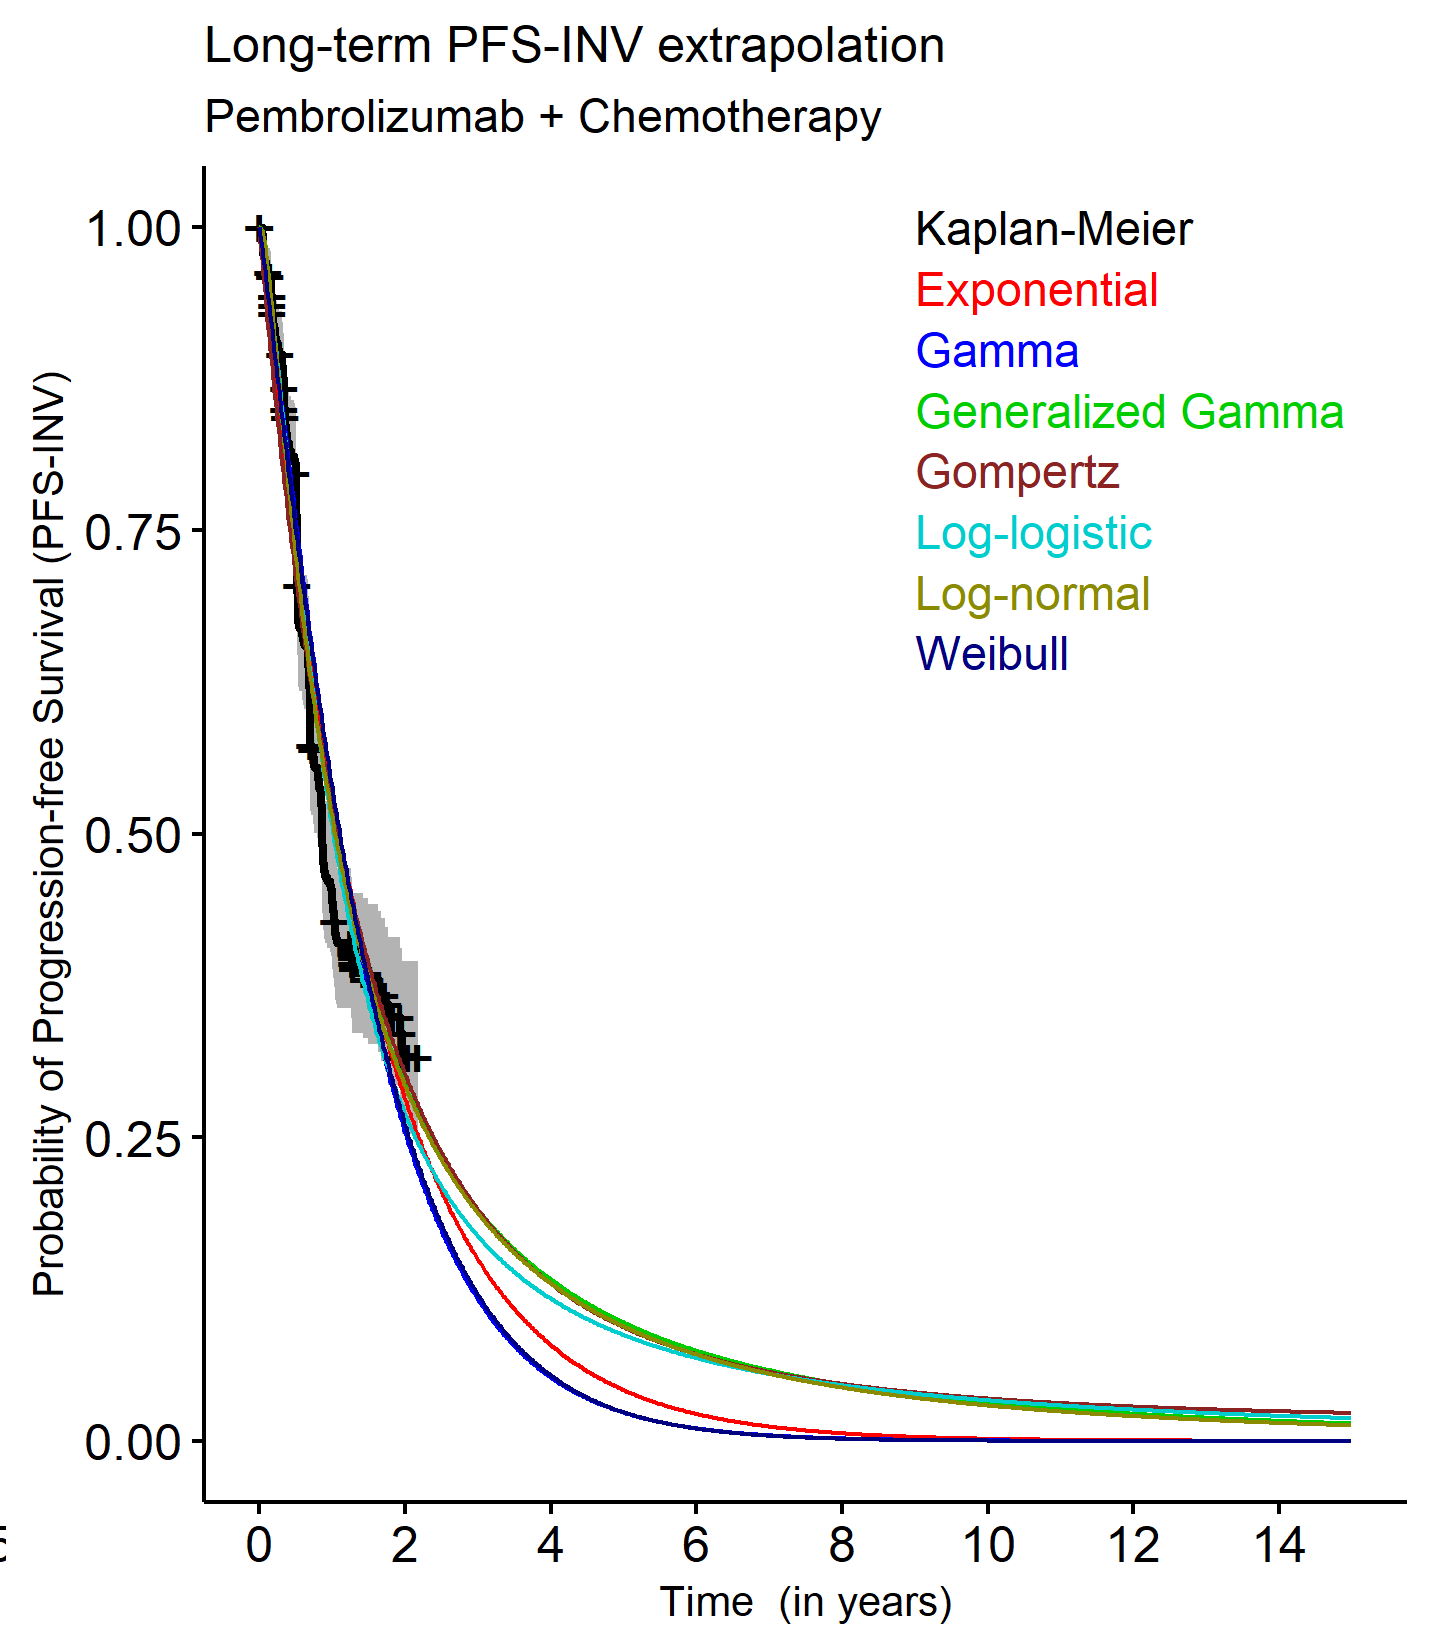 Long-term PFS-INV extrapolation
Pembrolizumab + Chemotherapy
Probability of Progression-free Survival (PFS-INV)
1.00
0.75
0.50
0.25
0.00
Kaplan-Meier
Exponential
Gamma
Generalized Gamma
Gompertz
Log-logistic
Log-normal
Weibull
0 2 4 6 8 10 12 14
Time (in years)